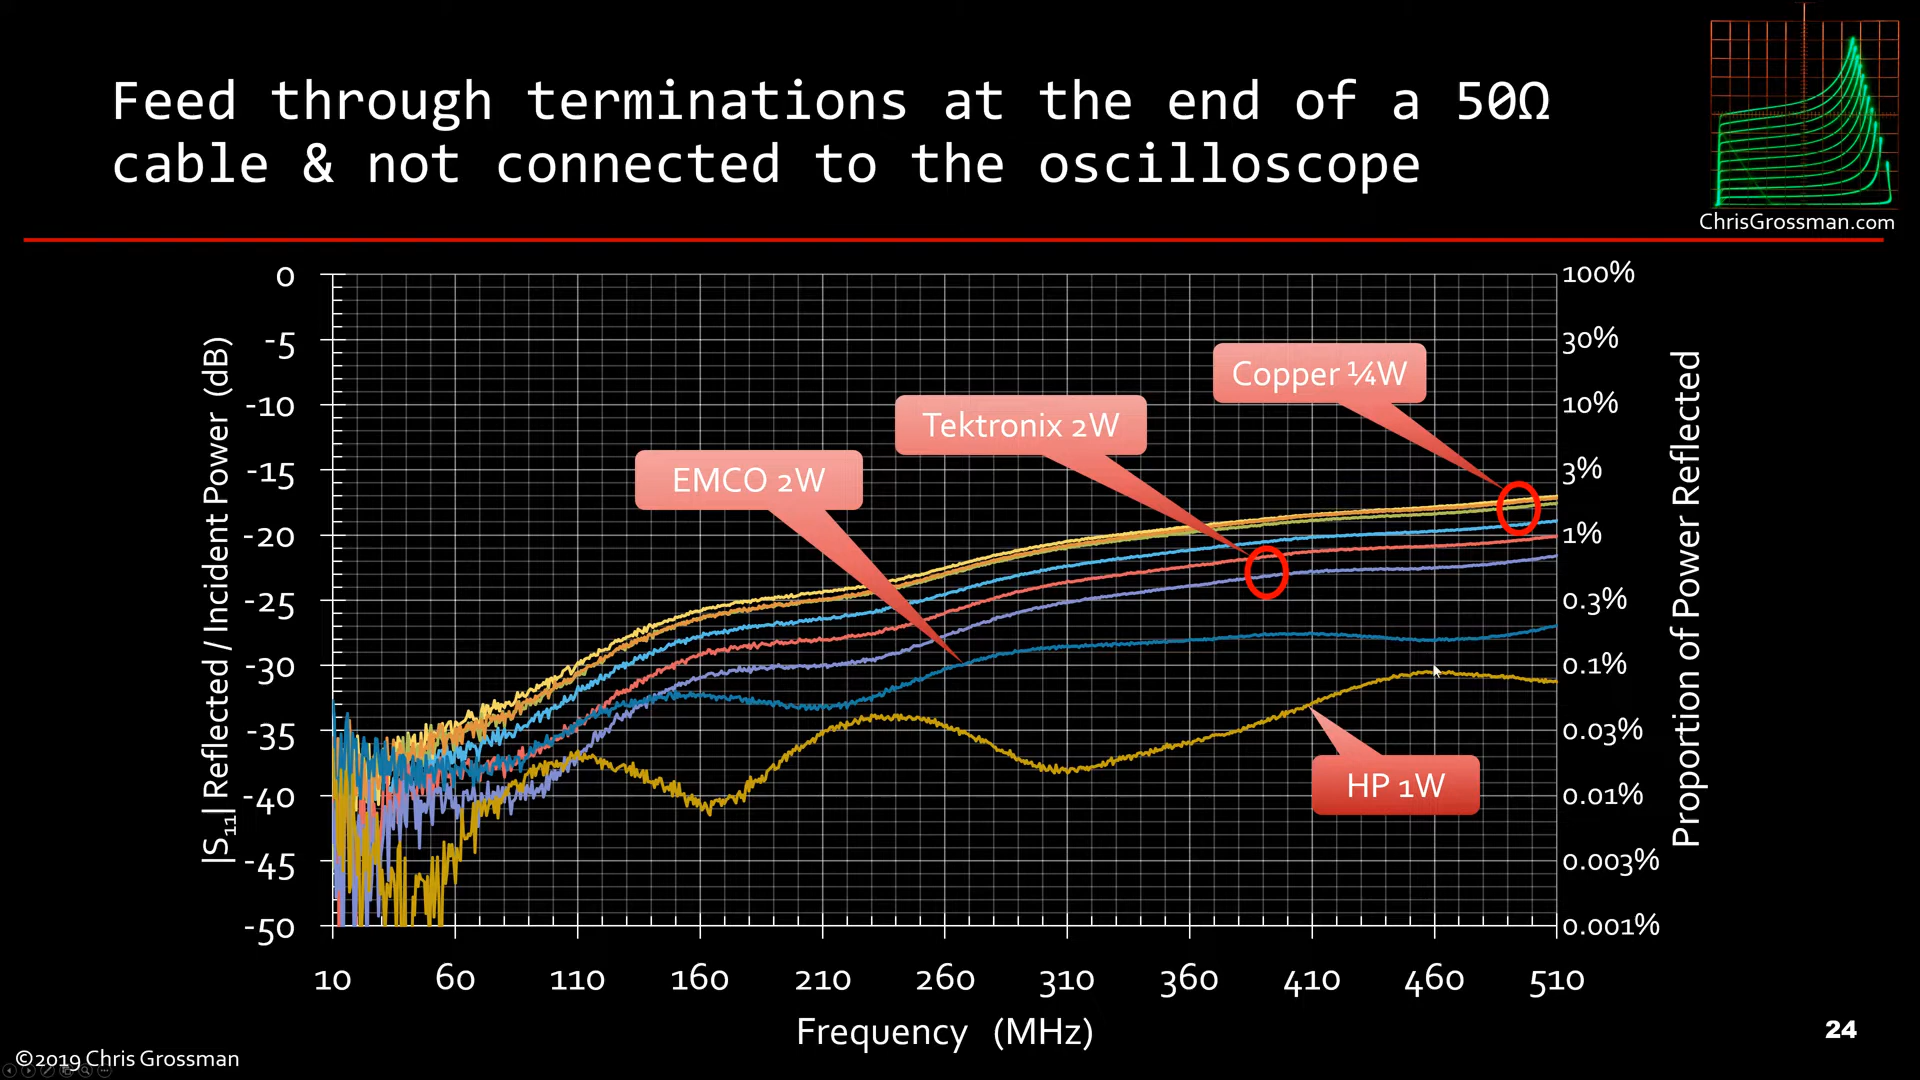 Feed through terminations at the end of a 50Ω
cable & not connected to the oscilloscope
ChrisGrossman.com
|S11| Reflected / Incident Power (dB)
0
-5
-10
-15
-20
-25
-30
-35
-40
-45
-50
EMCO 2W
Tektronix 2W
Copper ¼W
HP 1W
100%
30%
10%
3%
1%
0.3%
0.1%
0.03%
0.01%
0.003%
0.001%
Proportion of Power Reflected
10 60 110 160 210 260 310 360 410 460 510
Frequency (MHz)
24
©2019 Chris Grossman